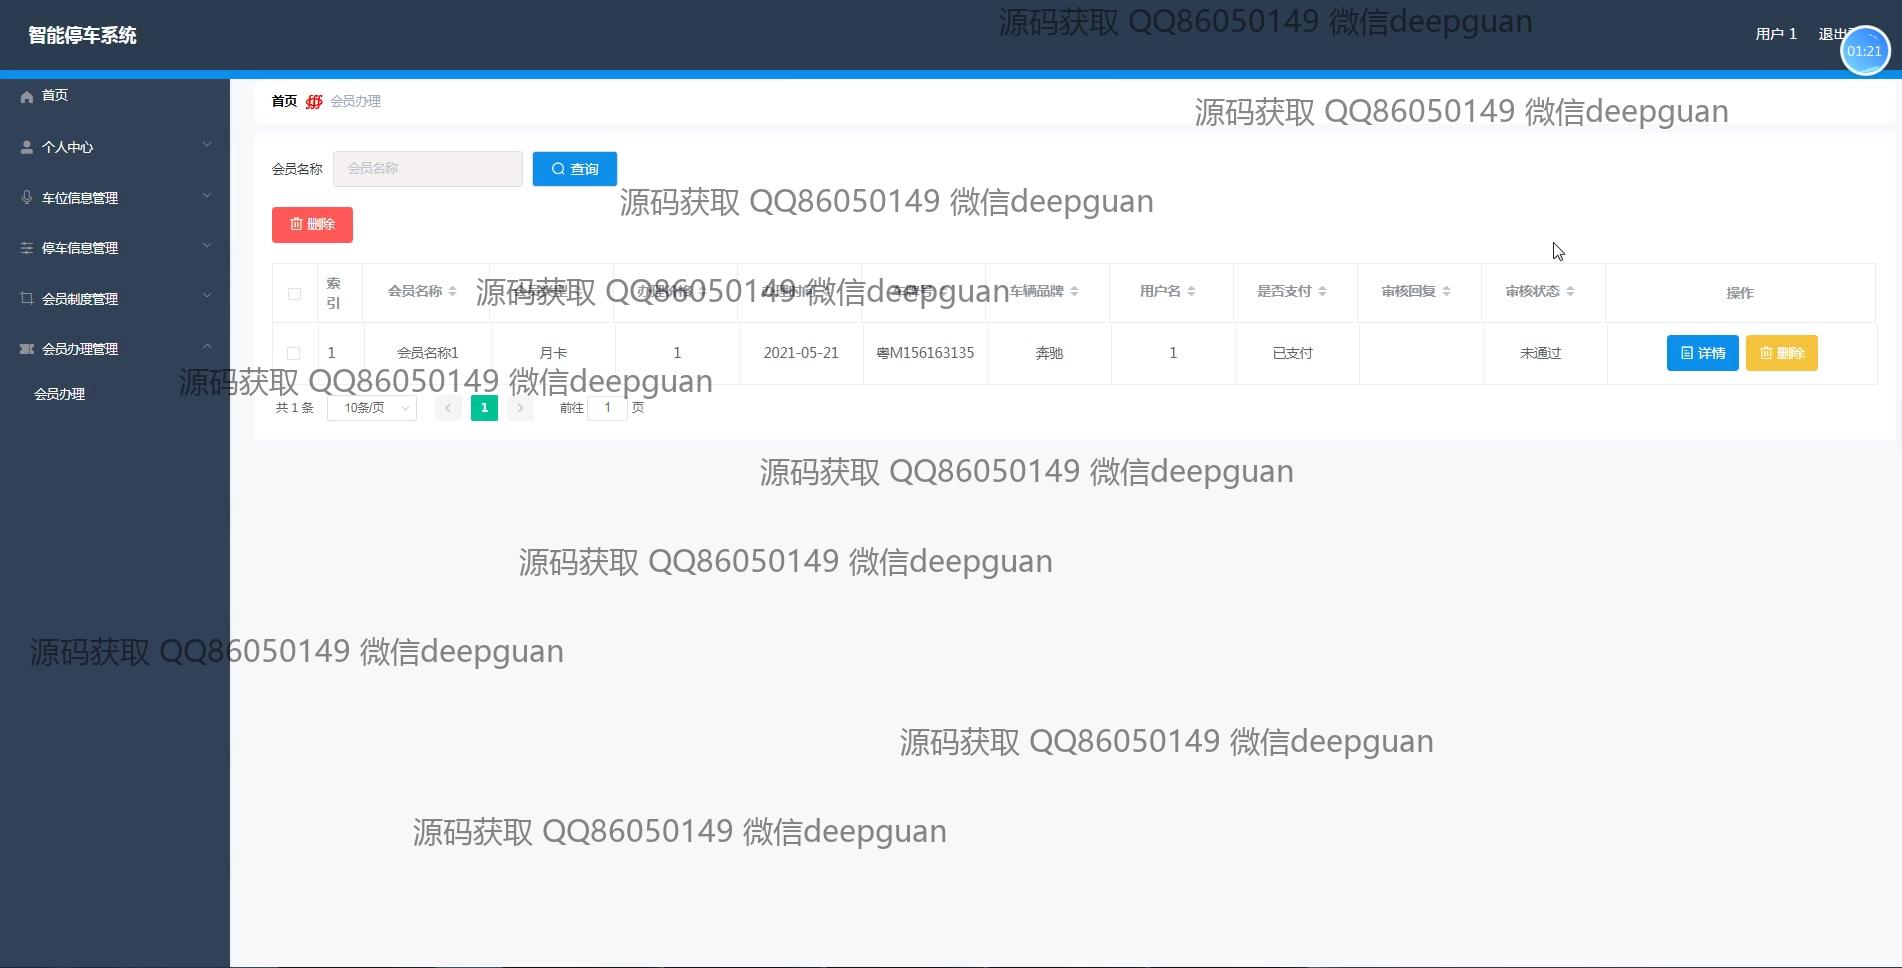 智能停车系统
源码获取 QQ86050149 微信deepguan
用户 1
退出
01:21
首页
个人中心
车位信息管理
停车信息管理
会员制度管理
会员办理管理
会员办理
首页 会员办理
源码获取 QQ86050149 微信deepguan
会员名称 会员名称 查询
源码获取 QQ86050149 微信deepguan
删除
索引 会员名称 会员类型 办理价格 办理时间 车牌号 车辆品牌 用户名 是否支付 审核回复 审核状态 操作
源码获取 QQ86050149 微信deepguan
1 会员名称1 月卡 1 2021-05-21 粤M156163135 奔驰 1 已支付 未通过 详情 删除
源码获取 QQ86050149 微信deepguan
共 1 条 10条/页 1 前往 1 页
源码获取 QQ86050149 微信deepguan
源码获取 QQ86050149 微信deepguan
源码获取 QQ86050149 微信deepguan
源码获取 QQ86050149 微信deepguan
源码获取 QQ86050149 微信deepguan